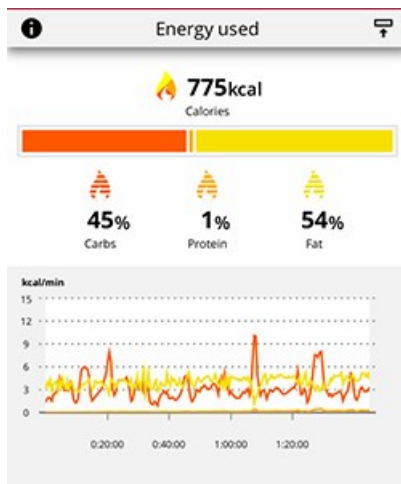 Energy used
775kcal
Calories
45% 1% 54%
Carbs Protein Fat
kcal/min
15
12
9
6
3
0
0:20:00 0:40:00 1:00:00 1:20:00